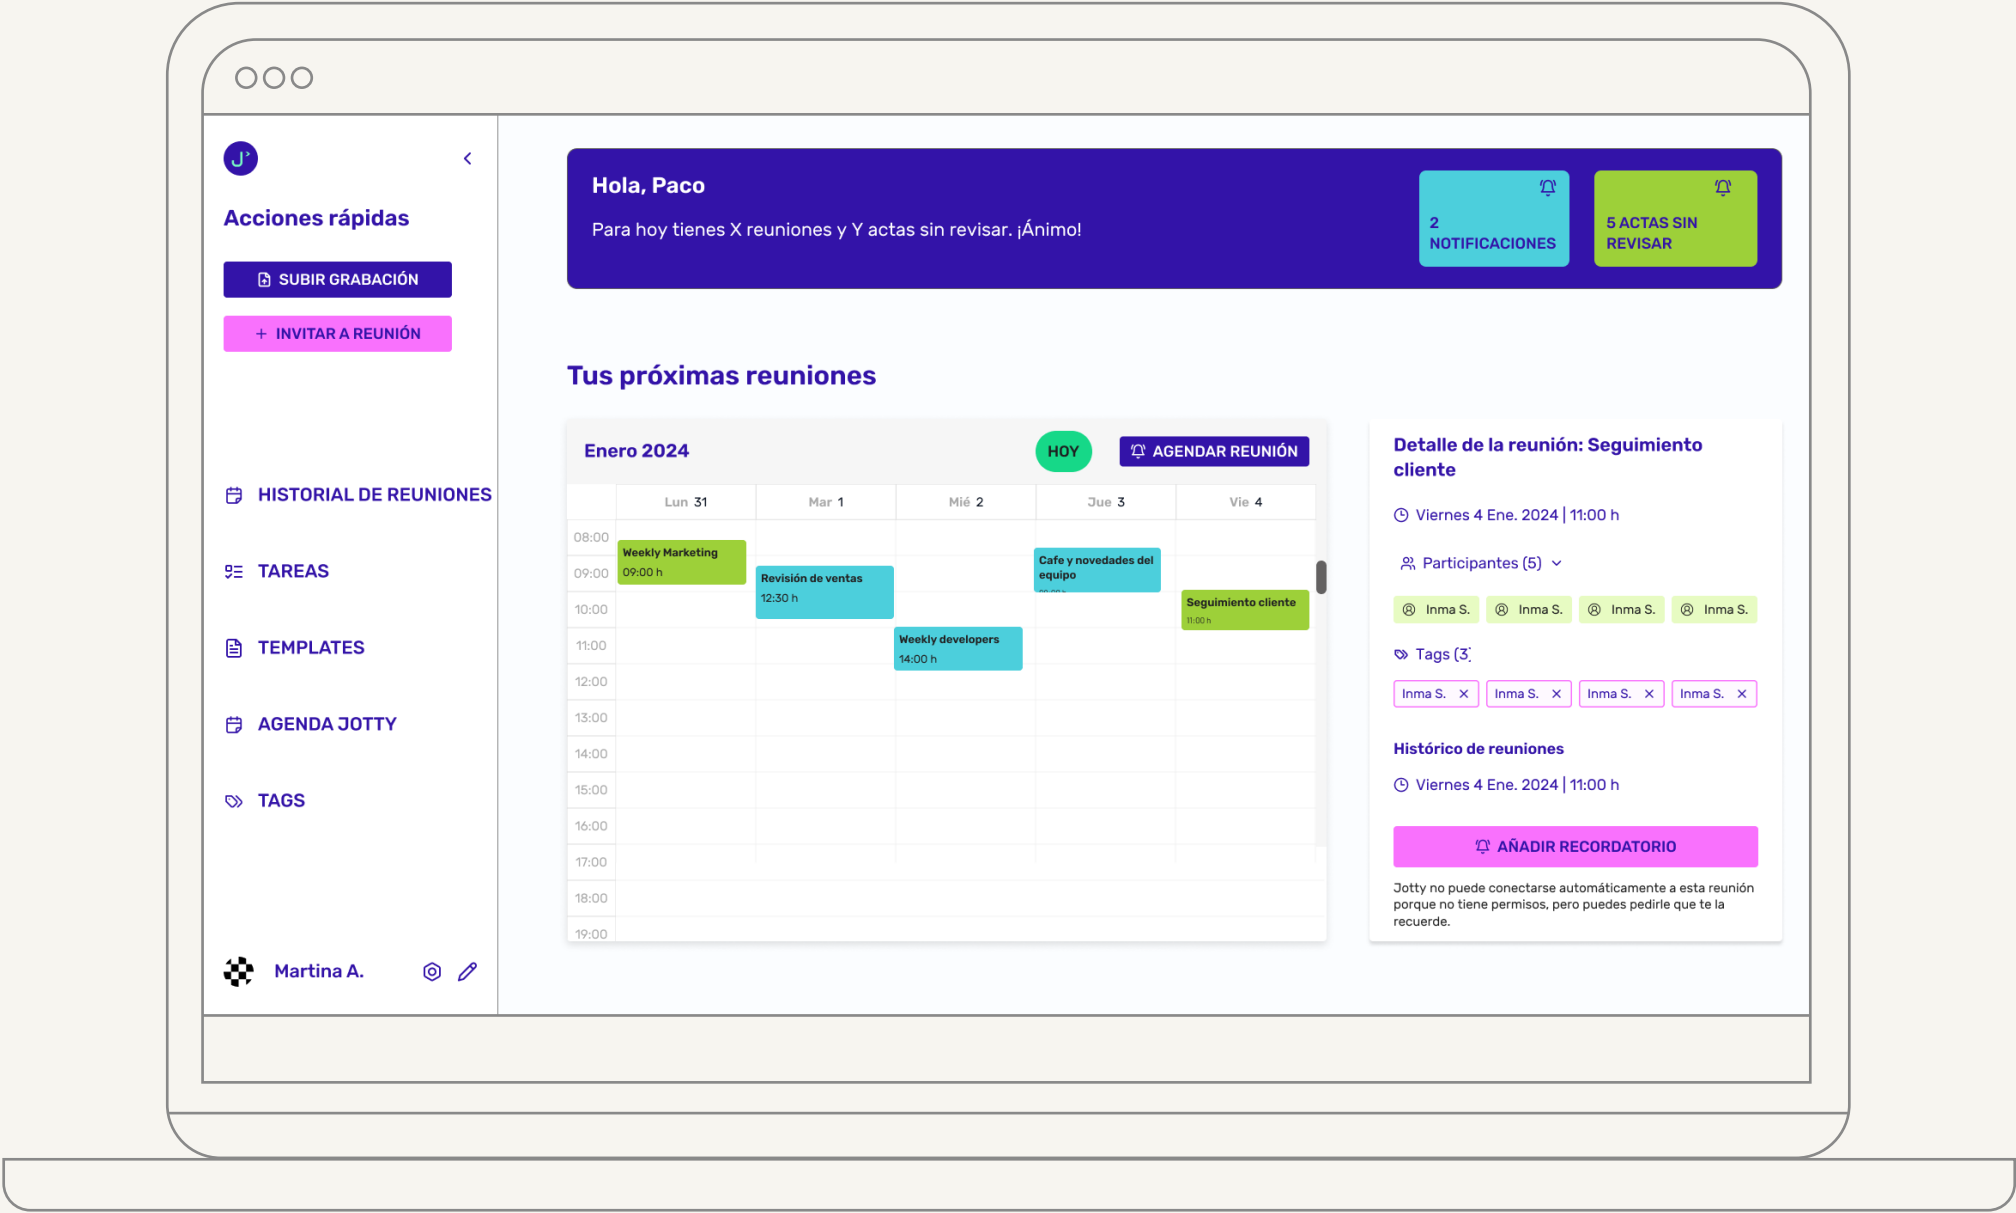 J
Acciones rápidas
SUBIR GRABACIÓN
INVITAR A REUNIÓN
HISTORIAL DE REUNIONES
TAREAS
TEMPLATES
AGENDA JOTTY
TAGS
Martina A.
Hola, Paco
Para hoy tienes X reuniones y Y actas sin revisar. ¡Ánimo!
2
NOTIFICACIONES
5 ACTAS SIN
REVISAR
Tus próximas reuniones
Enero 2024
HOY
AGENDAR REUNIÓN
Lun 31
Mar 1
Mié 2
Jue 3
Vie 4
08:00
09:00
10:00
11:00
12:00
13:00
14:00
15:00
16:00
17:00
18:00
19:00
Weekly Marketing
09:00 h
Revisión de ventas
12:30 h
Weekly developers
14:00 h
Cafe y novedades del
equipo
Seguimiento cliente
11:00 h
Detalle de la reunión: Seguimiento
cliente
Viernes 4 Ene. 2024 | 11:00 h
Participantes (5)
Inma S. Inma S. Inma S. Inma S.
Tags (3)
Inma S. Inma S. Inma S. Inma S.
Histórico de reuniones
Viernes 4 Ene. 2024 | 11:00 h
AÑADIR RECORDATORIO
Jotty no puede conectarse automáticamente a esta reunión
porque no tiene permisos, pero puedes pedirle que te la
recuerde.